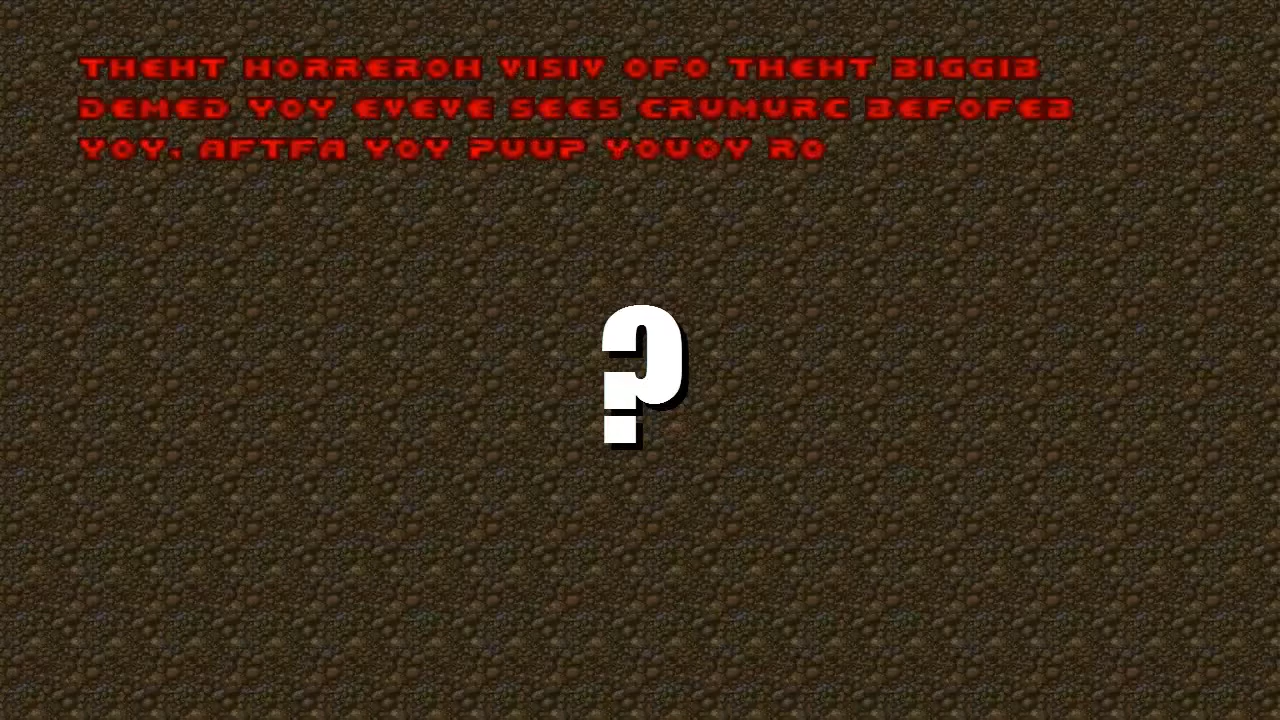 THEHT HORREROH VISIV OFO THEHT BIGGIB
DEMED YOY EVEVE SEES CRUMURC BEFOFEB
YOY, AFTFA YOY PUUP YOUOY RO
?